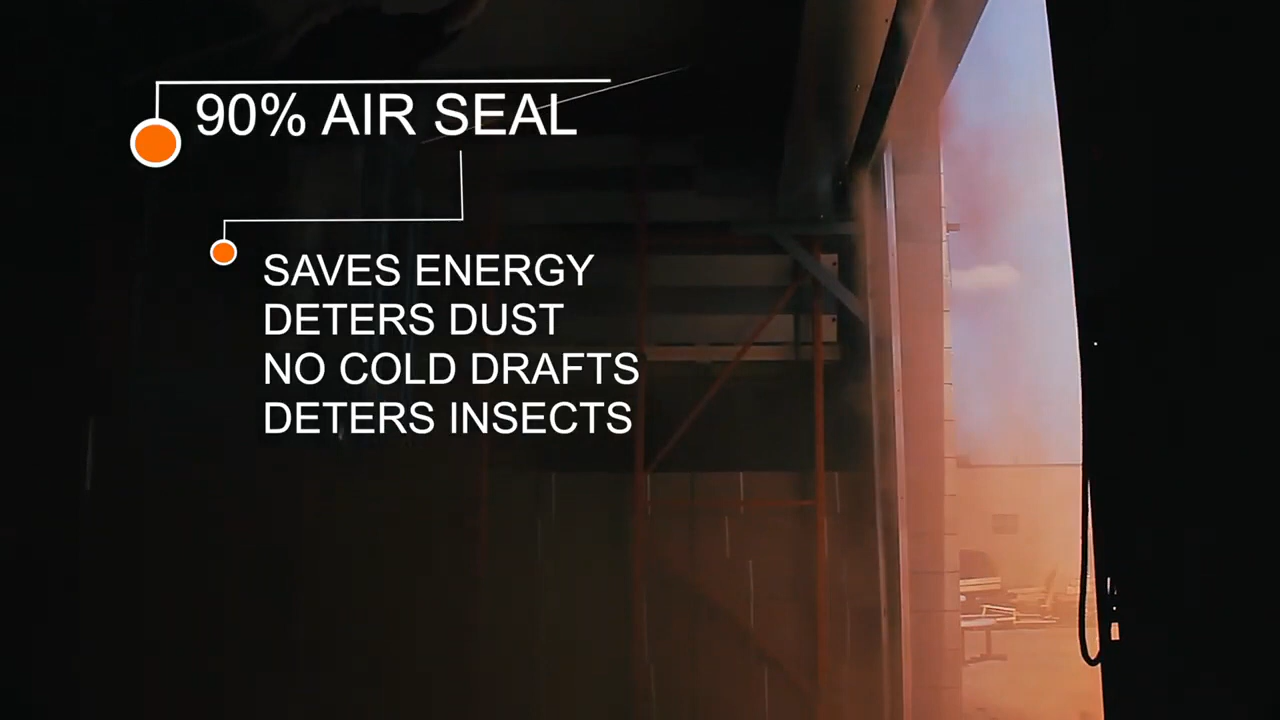 90% AIR SEAL
SAVES ENERGY
DETERS DUST
NO COLD DRAFTS
DETERS INSECTS